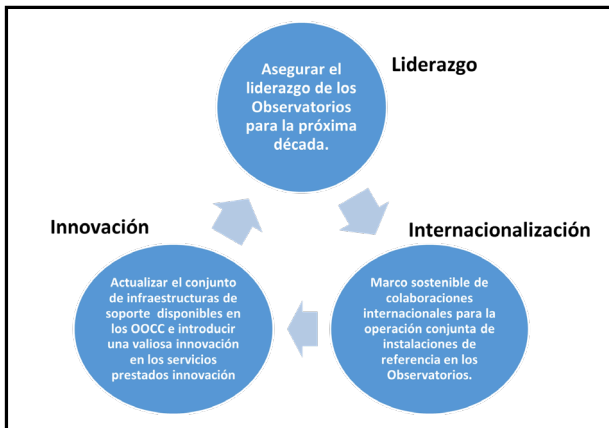 Liderazgo
Asegurar el
liderazgo de los
Observatorios
para la próxima
década.
Internacionalización
Marco sostenible de
colaboraciones
internacionales para la
operación conjunta de
instalaciones de
referencia en los
Observatorios.
Innovación
Actualizar el conjunto
de infraestructuras de
soporte disponibles en
los OOCC e introducir
una valiosa innovación
en los servicios
prestados innovación